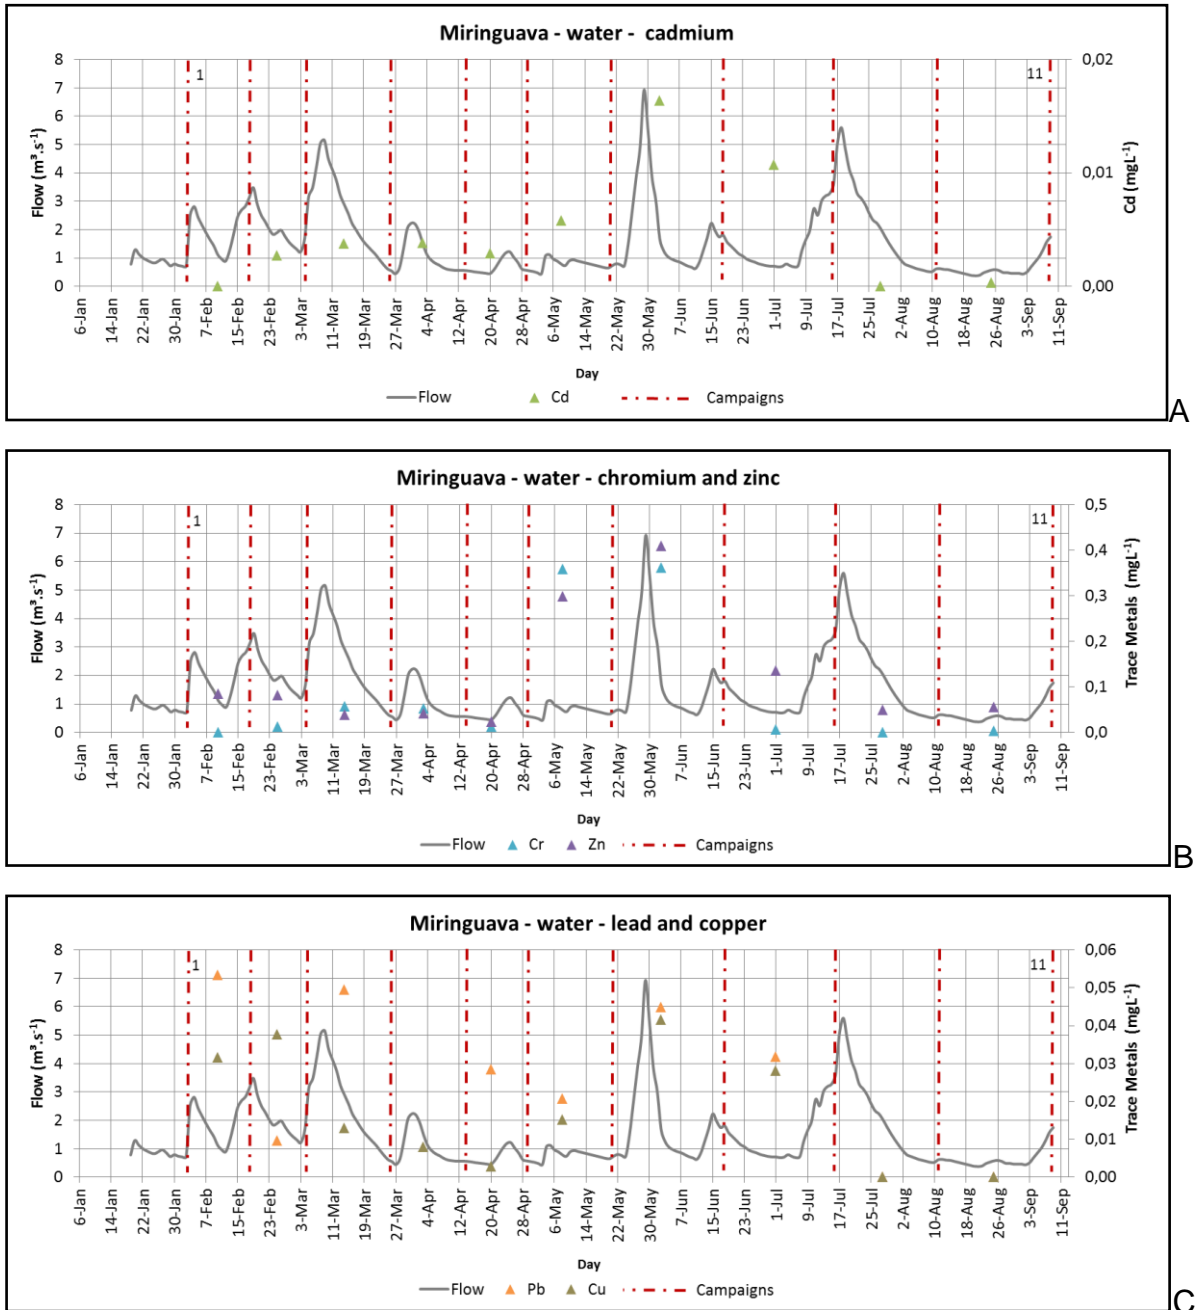 Miringuava - water - cadmium
8
7
6
5
4
3
2
1
0
Flow (m³.s⁻¹)
1
11
0,02
0,01
0,00
Cd (mgL⁻¹)
6-Jan 14-Jan 22-Jan 30-Jan 7-Feb 15-Feb 23-Feb 3-Mar 11-Mar 19-Mar 27-Mar 4-Apr 12-Apr 20-Apr 28-Apr 6-May 14-May 22-May 30-May 7-Jun 15-Jun 23-Jun 1-Jul 9-Jul 17-Jul 25-Jul 2-Aug 10-Aug 18-Aug 26-Aug 3-Sep 11-Sep
Day
Flow Cd Campaigns
A
Miringuava - water - chromium and zinc
8
7
6
5
4
3
2
1
0
Flow (m³.s⁻¹)
1
11
0,5
0,4
0,3
0,2
0,1
0,0
Trace Metals (mgL⁻¹)
6-Jan 14-Jan 22-Jan 30-Jan 7-Feb 15-Feb 23-Feb 3-Mar 11-Mar 19-Mar 27-Mar 4-Apr 12-Apr 20-Apr 28-Apr 6-May 14-May 22-May 30-May 7-Jun 15-Jun 23-Jun 1-Jul 9-Jul 17-Jul 25-Jul 2-Aug 10-Aug 18-Aug 26-Aug 3-Sep 11-Sep
Day
Flow Cr Zn Campaigns
B
Miringuava - water - lead and copper
8
7
6
5
4
3
2
1
0
Flow (m³.s⁻¹)
1
11
0,06
0,05
0,04
0,03
0,02
0,01
0,00
Trace Metals (mgL⁻¹)
6-Jan 14-Jan 22-Jan 30-Jan 7-Feb 15-Feb 23-Feb 3-Mar 11-Mar 19-Mar 27-Mar 4-Apr 12-Apr 20-Apr 28-Apr 6-May 14-May 22-May 30-May 7-Jun 15-Jun 23-Jun 1-Jul 9-Jul 17-Jul 25-Jul 2-Aug 10-Aug 18-Aug 26-Aug 3-Sep 11-Sep
Day
Flow Pb Cu Campaigns
C